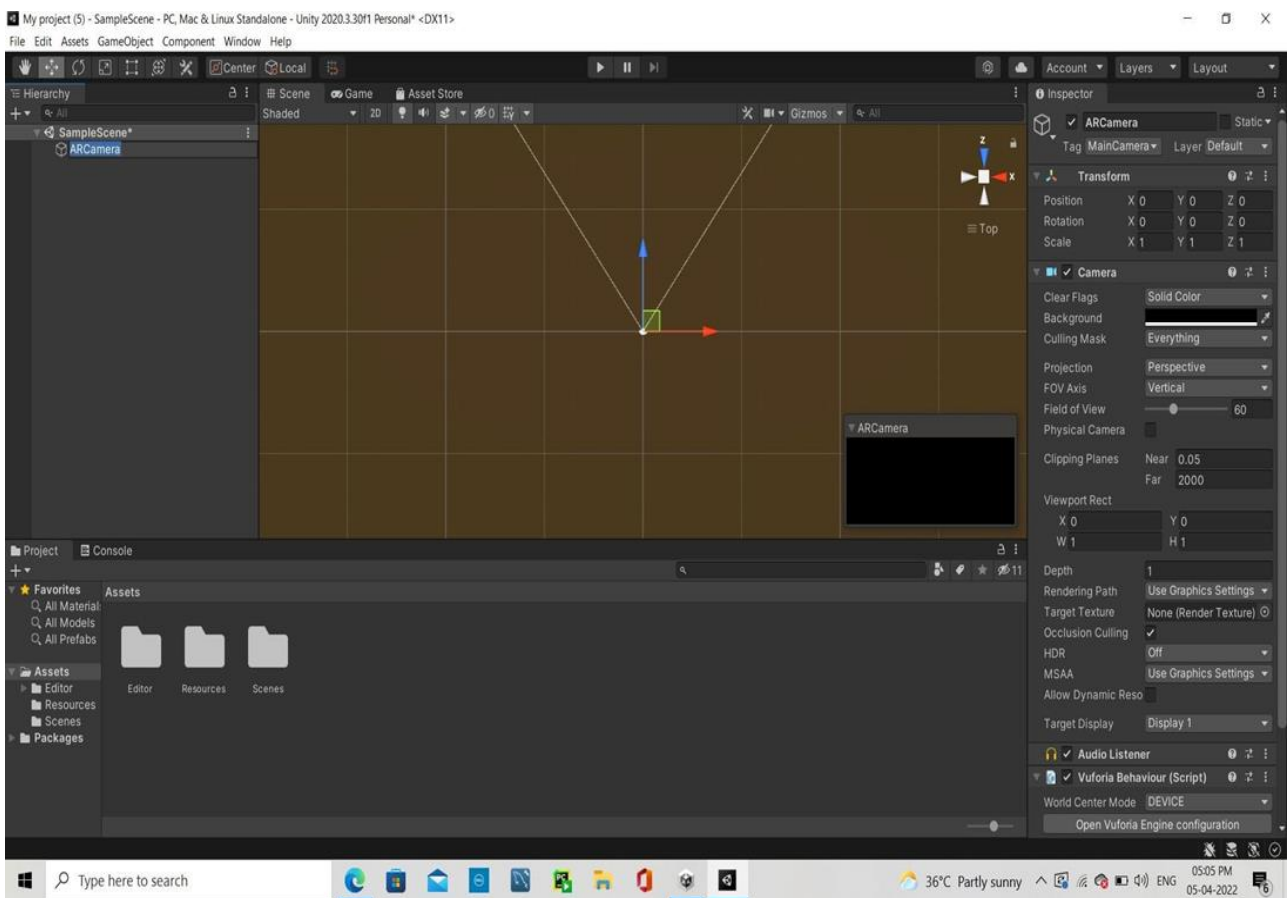 My project (5) - SampleScene - PC, Mac & Linux Standalone - Unity 2020.3.30f1 Personal* <DX11>
File Edit Assets GameObject Component Window Help
Center Local
Account Layers Layout
Hierarchy
All
SampleScene*
ARCamera
Scene Game Asset Store
Shaded 2D 0 Gizmos All
z
x
Top
ARCamera
Inspector
ARCamera Static
Tag MainCamera Layer Default
Transform
Position X 0 Y 0 Z 0
Rotation X 0 Y 0 Z 0
Scale X 1 Y 1 Z 1
Camera
Clear Flags Solid Color
Background
Culling Mask Everything
Projection Perspective
FOV Axis Vertical
Field of View 60
Physical Camera
Clipping Planes Near 0.05
Far 2000
Viewport Rect
X 0 Y 0
W 1 H 1
Depth 1
Rendering Path Use Graphics Settings
Target Texture None (Render Texture)
Occlusion Culling
HDR Off
MSAA Use Graphics Settings
Allow Dynamic Reso
Target Display Display 1
Audio Listener
Vuforia Behaviour (Script)
World Center Mode DEVICE
Open Vuforia Engine configuration
Project Console
11
Favorites
All Materials
All Models
All Prefabs
Assets
Editor
Resources
Scenes
Packages
Assets
Editor Resources Scenes
Type here to search
36°C Partly sunny ENG 05:05 PM
05-04-2022
6